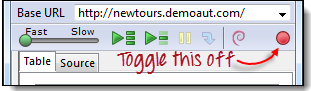 Base URL http://newtours.demoaut.com/
Fast Slow
Toggle this off
Table Source